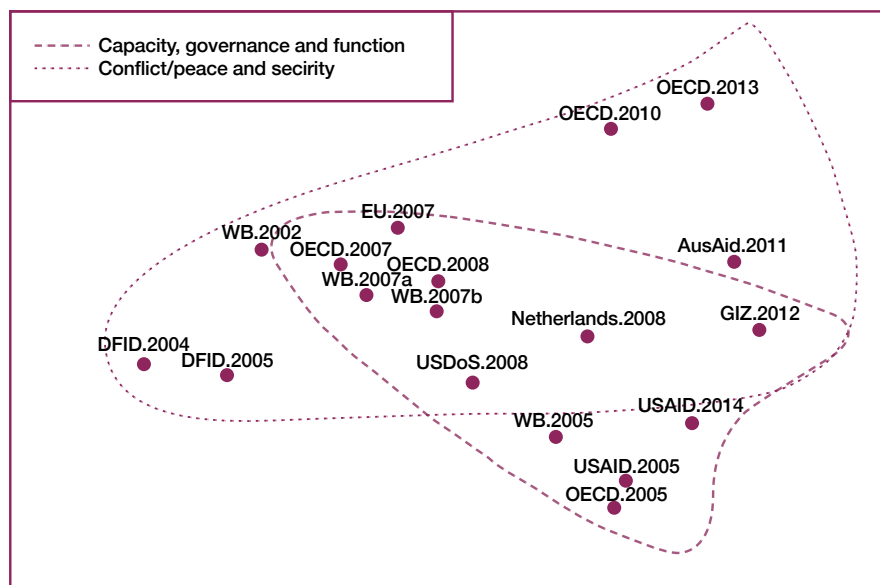 Capacity, governance and function
Conflict/peace and secirity
OECD.2013
OECD.2010
EU.2007
WB.2002
OECD.2007
AusAid.2011
OECD.2008
WB.2007a
WB.2007b
Netherlands.2008
GIZ.2012
DFID.2004
DFID.2005
USDoS.2008
USAID.2014
WB.2005
USAID.2005
OECD.2005